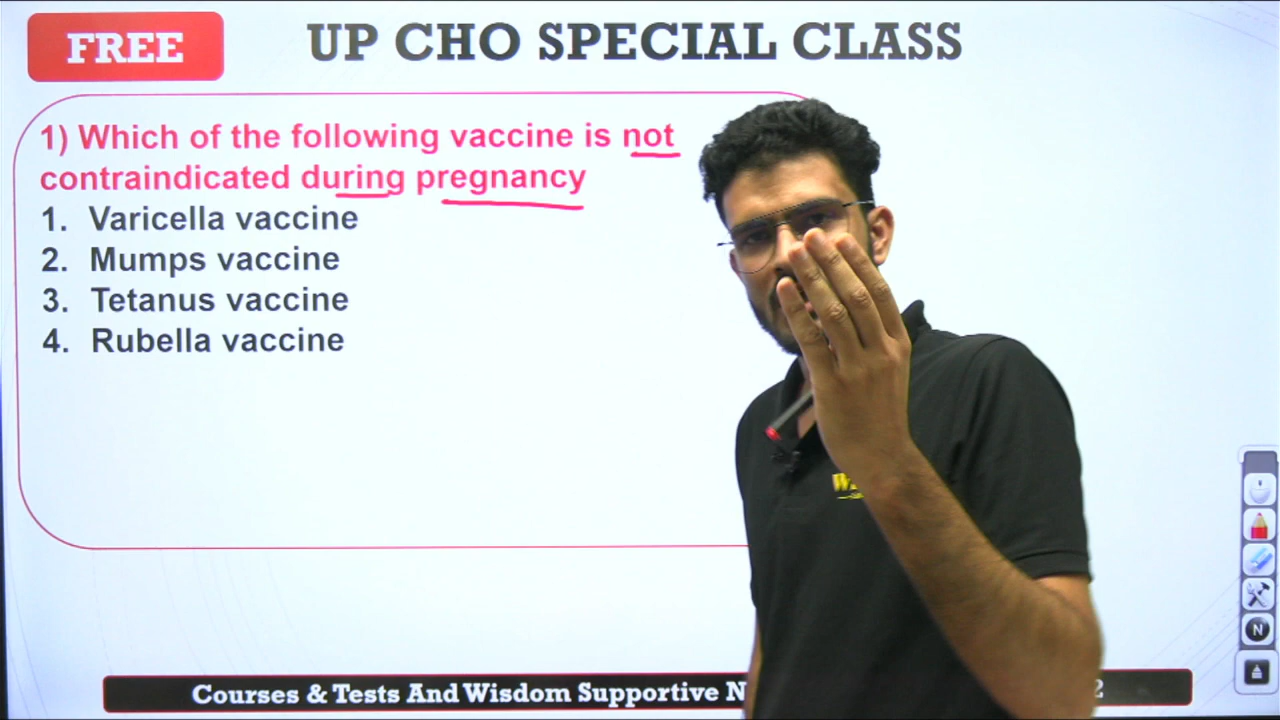 FREE
UP CHO SPECIAL CLASS
1) Which of the following vaccine is not
contraindicated during pregnancy
1. Varicella vaccine
2. Mumps vaccine
3. Tetanus vaccine
4. Rubella vaccine
N
Courses & Tests And Wisdom Supportive